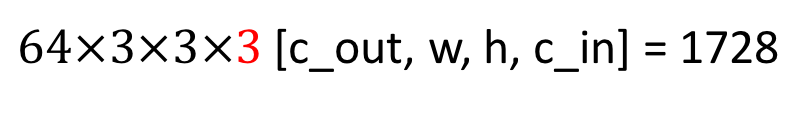 64×3×3×3 [c_out, w, h, c_in] = 1728